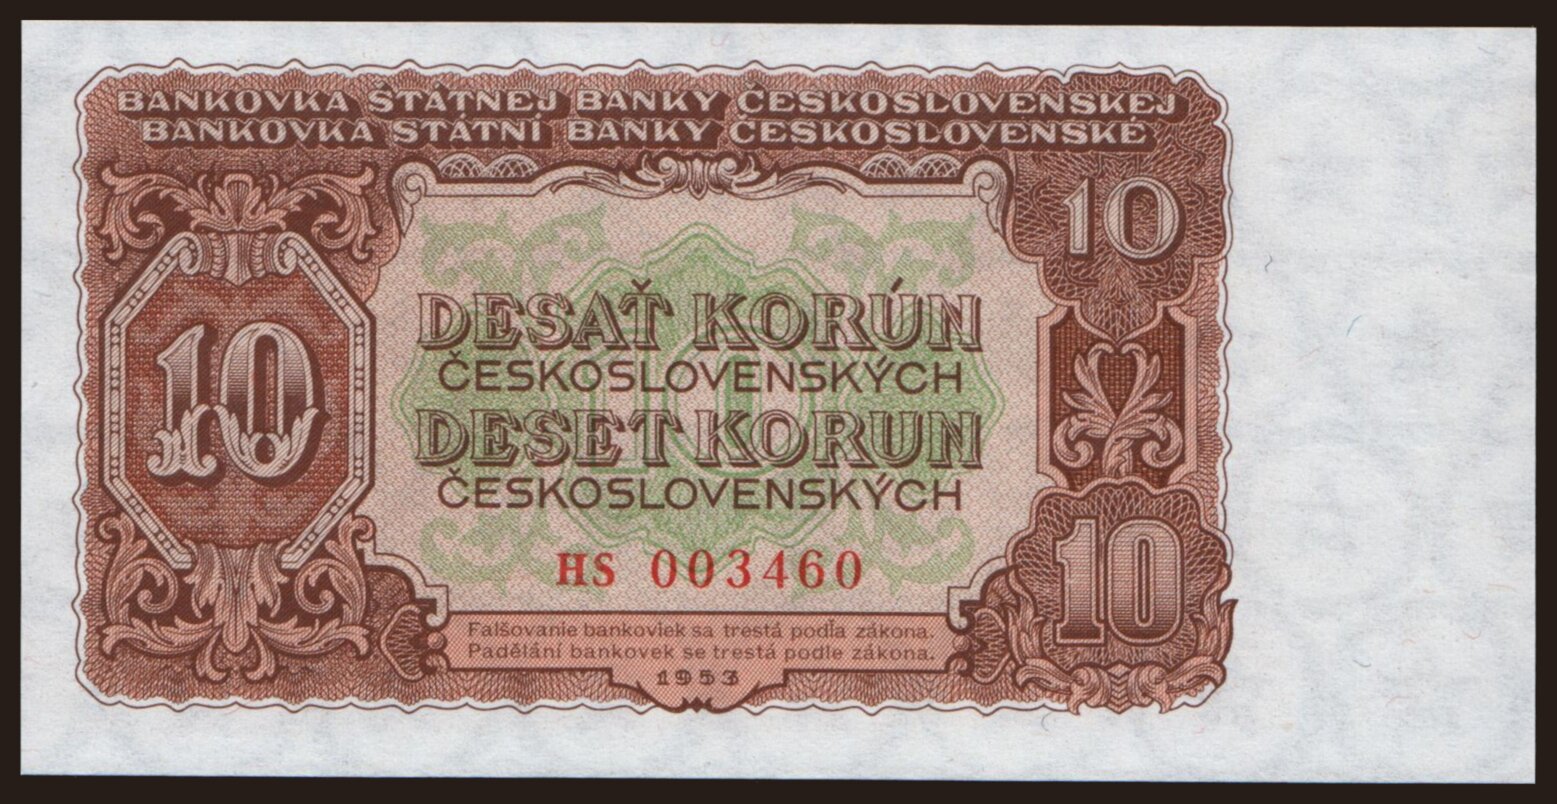 BANKOVKA ŠTÁTNEJ BANKY ČESKOSLOVENSKEJ
BANKOVKA STÁTNÍ BANKY ČESKOSLOVENSKÉ
10
10
DESAŤ KORÚN
ČESKOSLOVENSKÝCH
DESET KORUN
ČESKOSLOVENSKÝCH
10
HS 003460
10
Falšovanie bankoviek sa trestá podľa zákona.
Padělání bankovek se trestá podle zákona.
1953